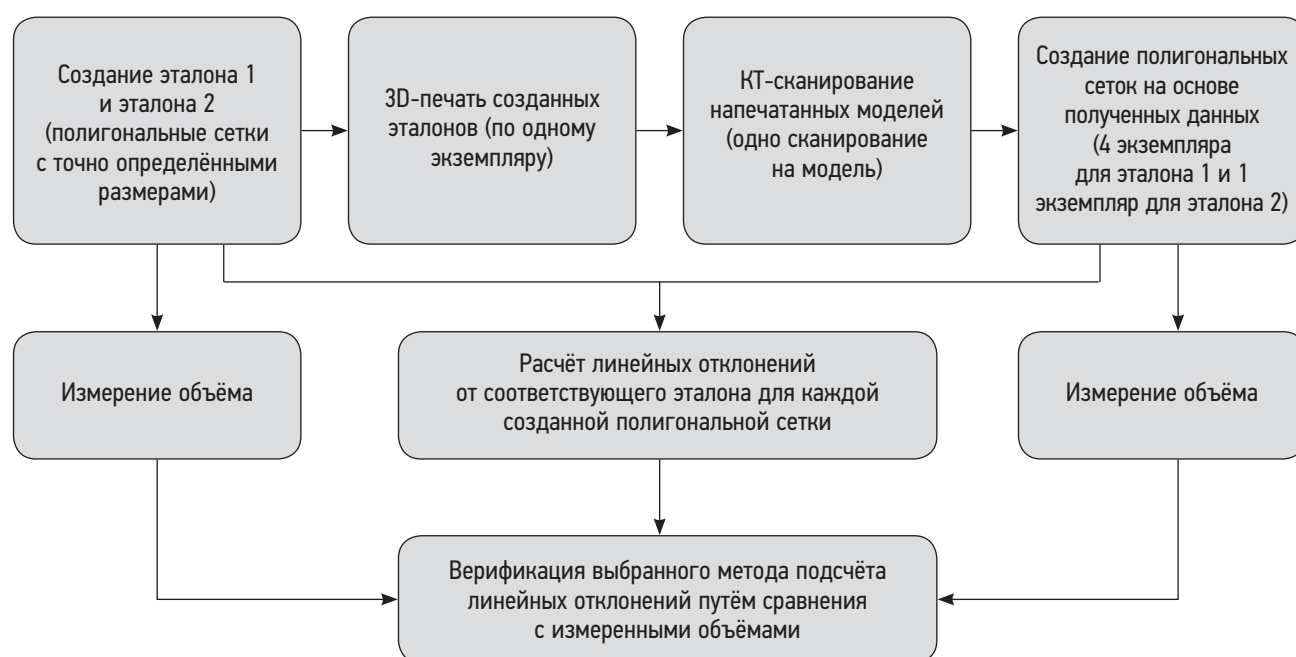 Создание эталона 1
и эталона 2
(полигональные сетки
с точно определёнными
размерами)
3D-печать созданных
эталонов (по одному
экземпляру)
КТ-сканирование
напечатанных моделей
(одно сканирование
на модель)
Создание полигональных
сеток на основе
полученных данных
(4 экземпляра
для эталона 1 и 1
экземпляр для эталона 2)
Измерение объёма
Расчёт линейных отклонений
от соответствующего эталона для каждой
созданной полигональной сетки
Измерение объёма
Верификация выбранного метода подсчёта
линейных отклонений путём сравнения
с измеренными объёмами